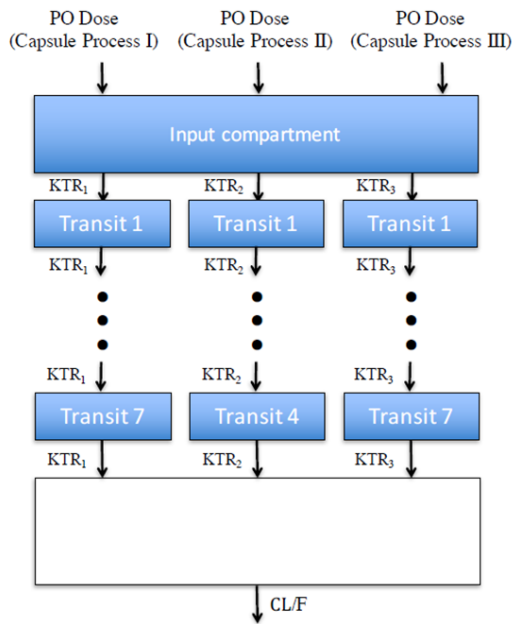 PO Dose
(Capsule Process I)
PO Dose
(Capsule Process II)
PO Dose
(Capsule Process III)
Input compartment
KTR₁
KTR₂
KTR₃
Transit 1
Transit 1
Transit 1
KTR₁
KTR₂
KTR₃
KTR₁
KTR₂
KTR₃
Transit 7
Transit 4
Transit 7
KTR₁
KTR₂
KTR₃
CL/F